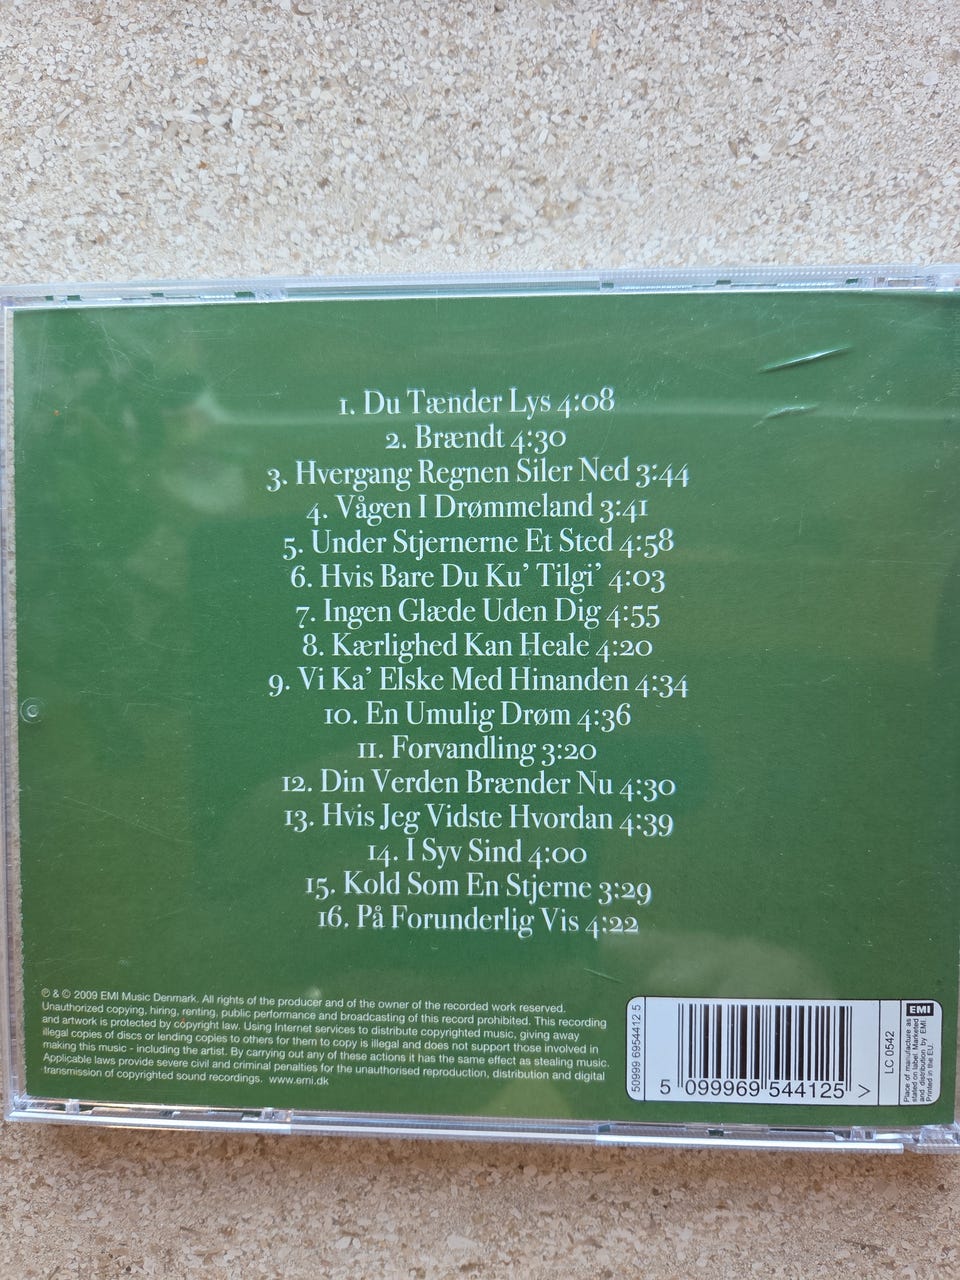 1. Du Tænder Lys 4:08
2. Brændt 4:30
3. Hvergang Regnen Siler Ned 3:44
4. Vågen I Drømmeland 3:41
5. Under Stjernerne Et Sted 4:58
6. Hvis Bare Du Ku' Tilgi' 4:03
7. Ingen Glæde Uden Dig 4:55
8. Kærlighed Kan Heale 4:20
9. Vi Ka' Elske Med Hinanden 4:34
10. En Umulig Drøm 4:36
11. Forvandling 3:20
12. Din Verden Brænder Nu 4:30
13. Hvis Jeg Vidste Hvordan 4:39
14. I Syv Sind 4:00
15. Kold Som En Stjerne 3:29
16. På Forunderlig Vis 4:22
℗ & © 2009 EMI Music Denmark. All rights of the producer and of the owner of the recorded work reserved.
Unauthorized copying, hiring, renting, public performance and broadcasting of this record prohibited. This recording
and artwork is protected by copyright law. Using Internet services to distribute copyrighted music, giving away
illegal copies of discs or lending copies to others for them to copy is illegal and does not support those involved in
making this music - including the artist. By carrying out any of these actions it has the same effect as stealing music.
Applicable laws provide severe civil and criminal penalties for the unauthorised reproduction, distribution and digital
transmission of copyrighted sound recordings. www.emi.dk
50999 6954412 5
5 099969 544125 >
LC 0542
EMI
Place of manufacture as
stated on label. Marketed
and distribution by EMI.
Printed in the EU.